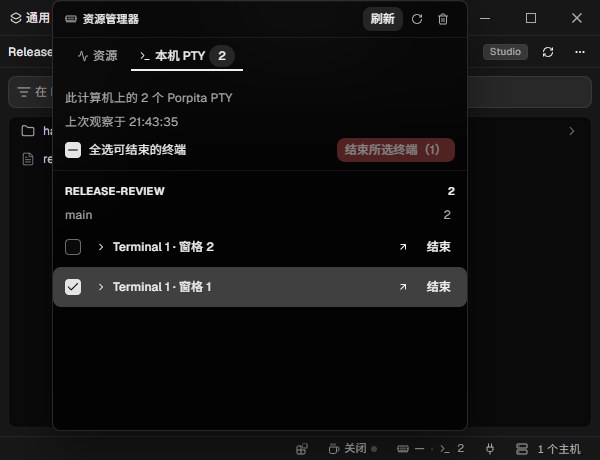 通用
资源管理器
刷新
Release
资源
本机 PTY 2
Studio
此计算机上的 2 个 Porpita PTY
上次观察于 21:43:35
全选可结束的终端
结束所选终端（1）
RELEASE-REVIEW 2
main 2
Terminal 1 · 窗格 2 结束
Terminal 1 · 窗格 1 结束
关闭
2
1 个主机